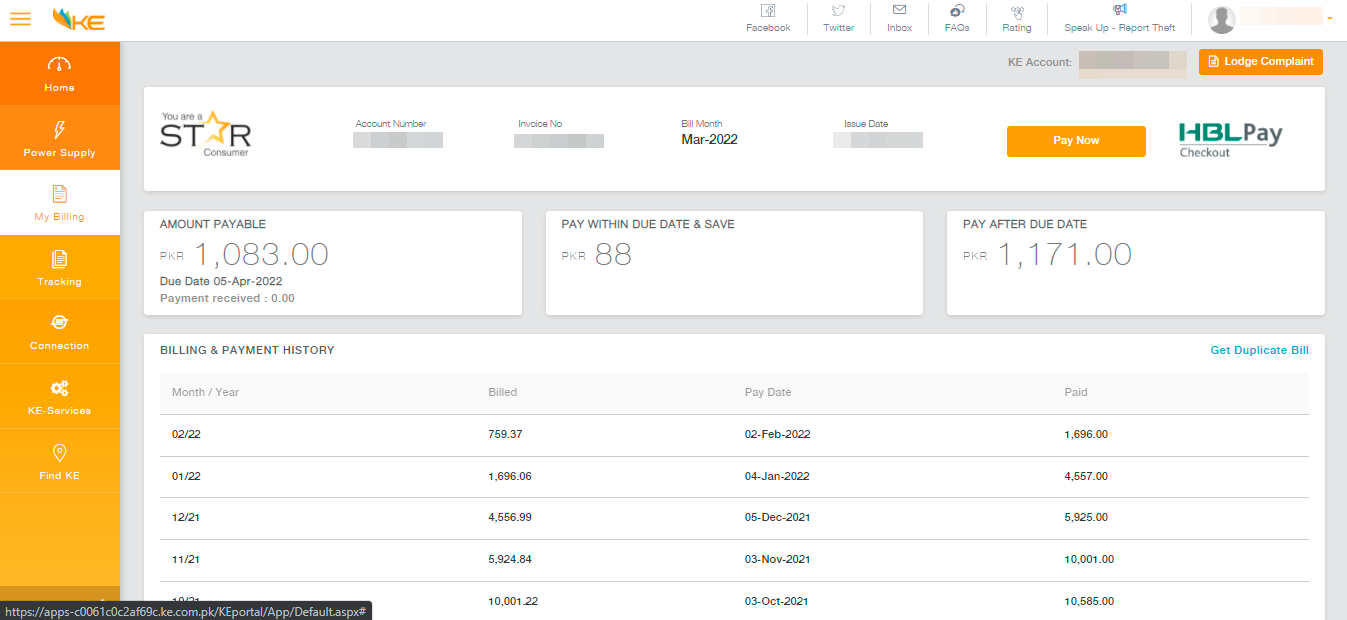 KE
Facebook
Twitter
Inbox
FAQs
Rating
Speak Up - Report Theft
KE Account:
Lodge Complaint
Home
Power Supply
My Billing
Tracking
Connection
KE-Services
Find KE
You are a
STAR
Consumer
Account Number
Invoice No
Bill Month
Mar-2022
Issue Date
Pay Now
HBLPay
Checkout
AMOUNT PAYABLE
PKR 1,083.00
Due Date 05-Apr-2022
Payment received : 0.00
PAY WITHIN DUE DATE & SAVE
PKR 88
PAY AFTER DUE DATE
PKR 1,171.00
BILLING & PAYMENT HISTORY
Get Duplicate Bill
Month / Year Billed Pay Date Paid
02/22 759.37 02-Feb-2022 1,696.00
01/22 1,696.06 04-Jan-2022 4,557.00
12/21 4,556.99 05-Dec-2021 5,925.00
11/21 5,924.84 03-Nov-2021 10,001.00
10/21 10,001.22 03-Oct-2021 10,585.00
https://apps-c0061c0c2af69c.ke.com.pk/KEportal/App/Default.aspx#